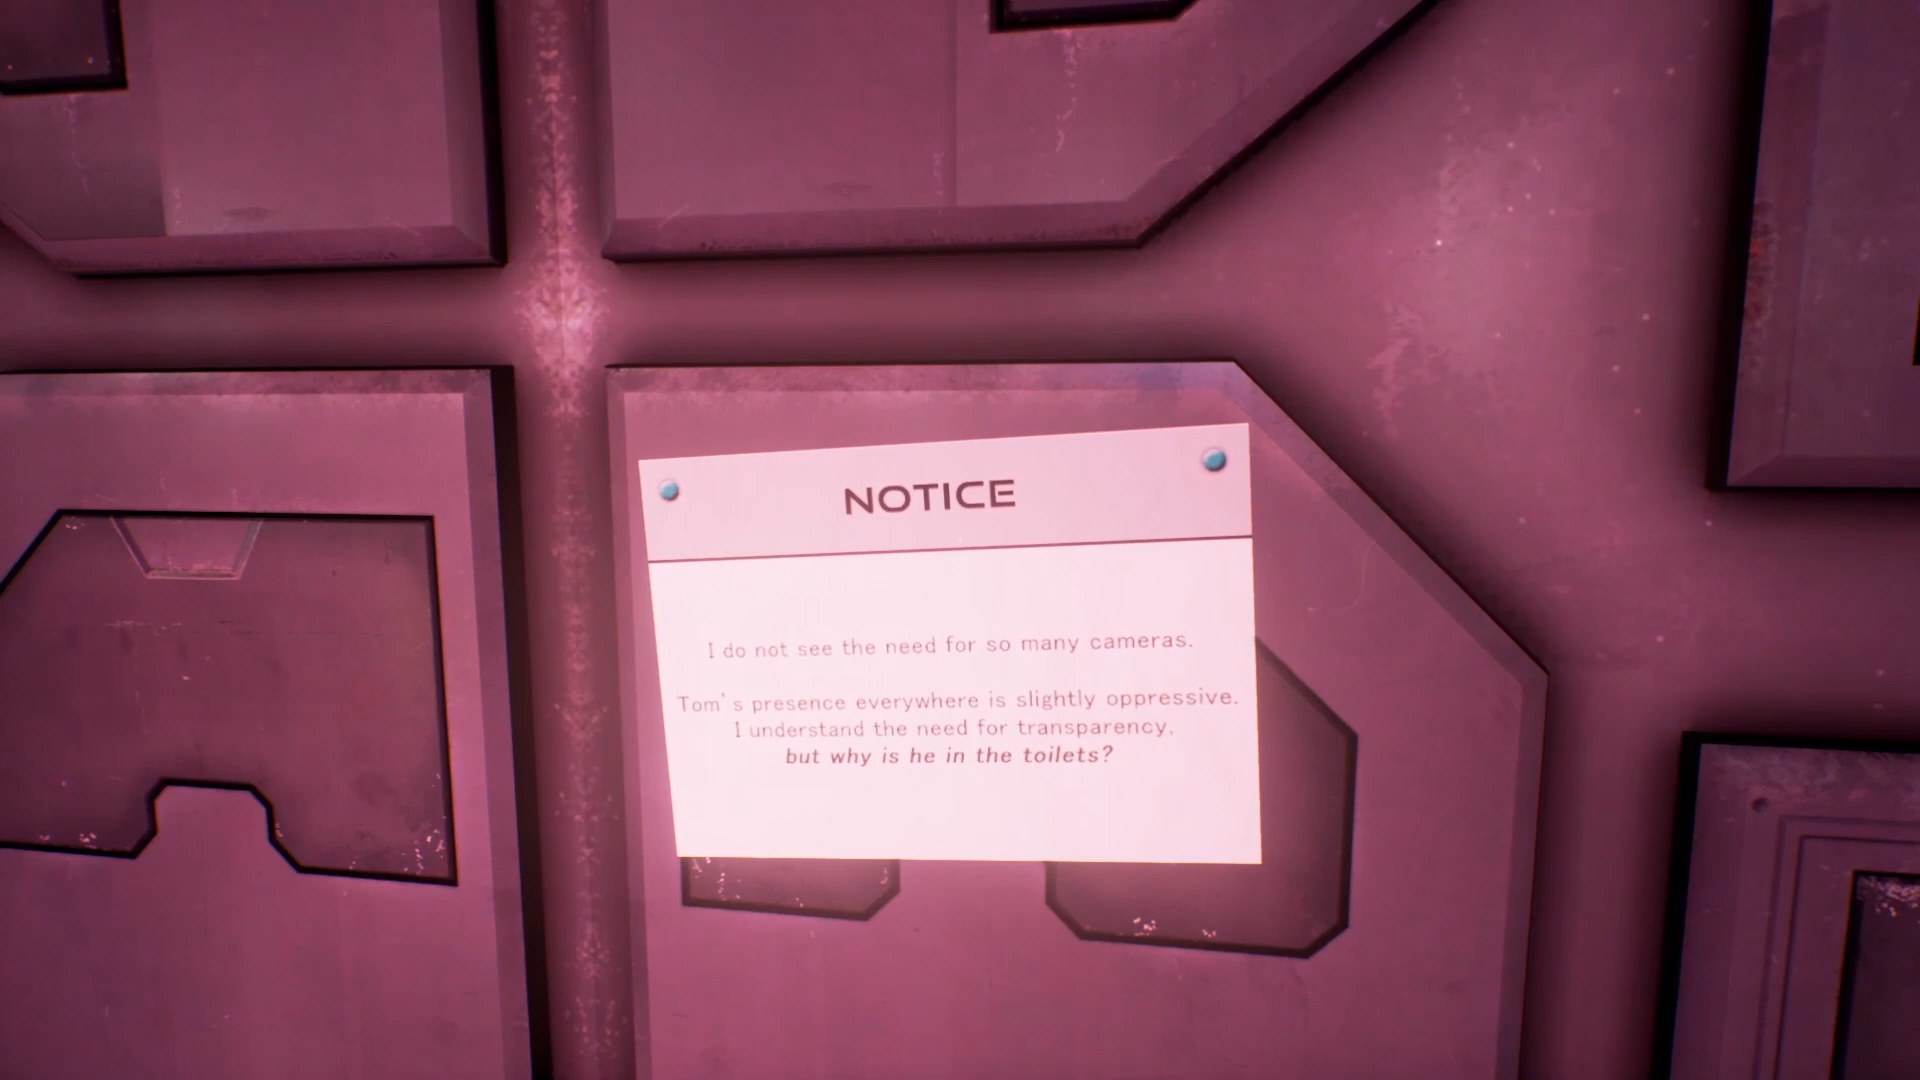 NOTICE
I do not see the need for so many cameras.
Tom's presence everywhere is slightly oppressive.
I understand the need for transparency,
but why is he in the toilets?